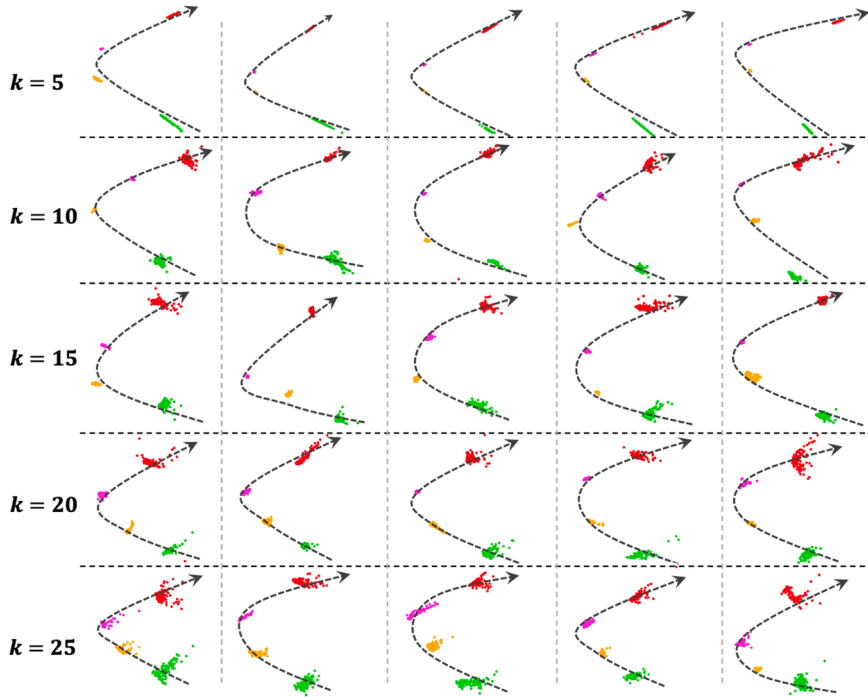 k = 5
k = 10
k = 15
k = 20
k = 25